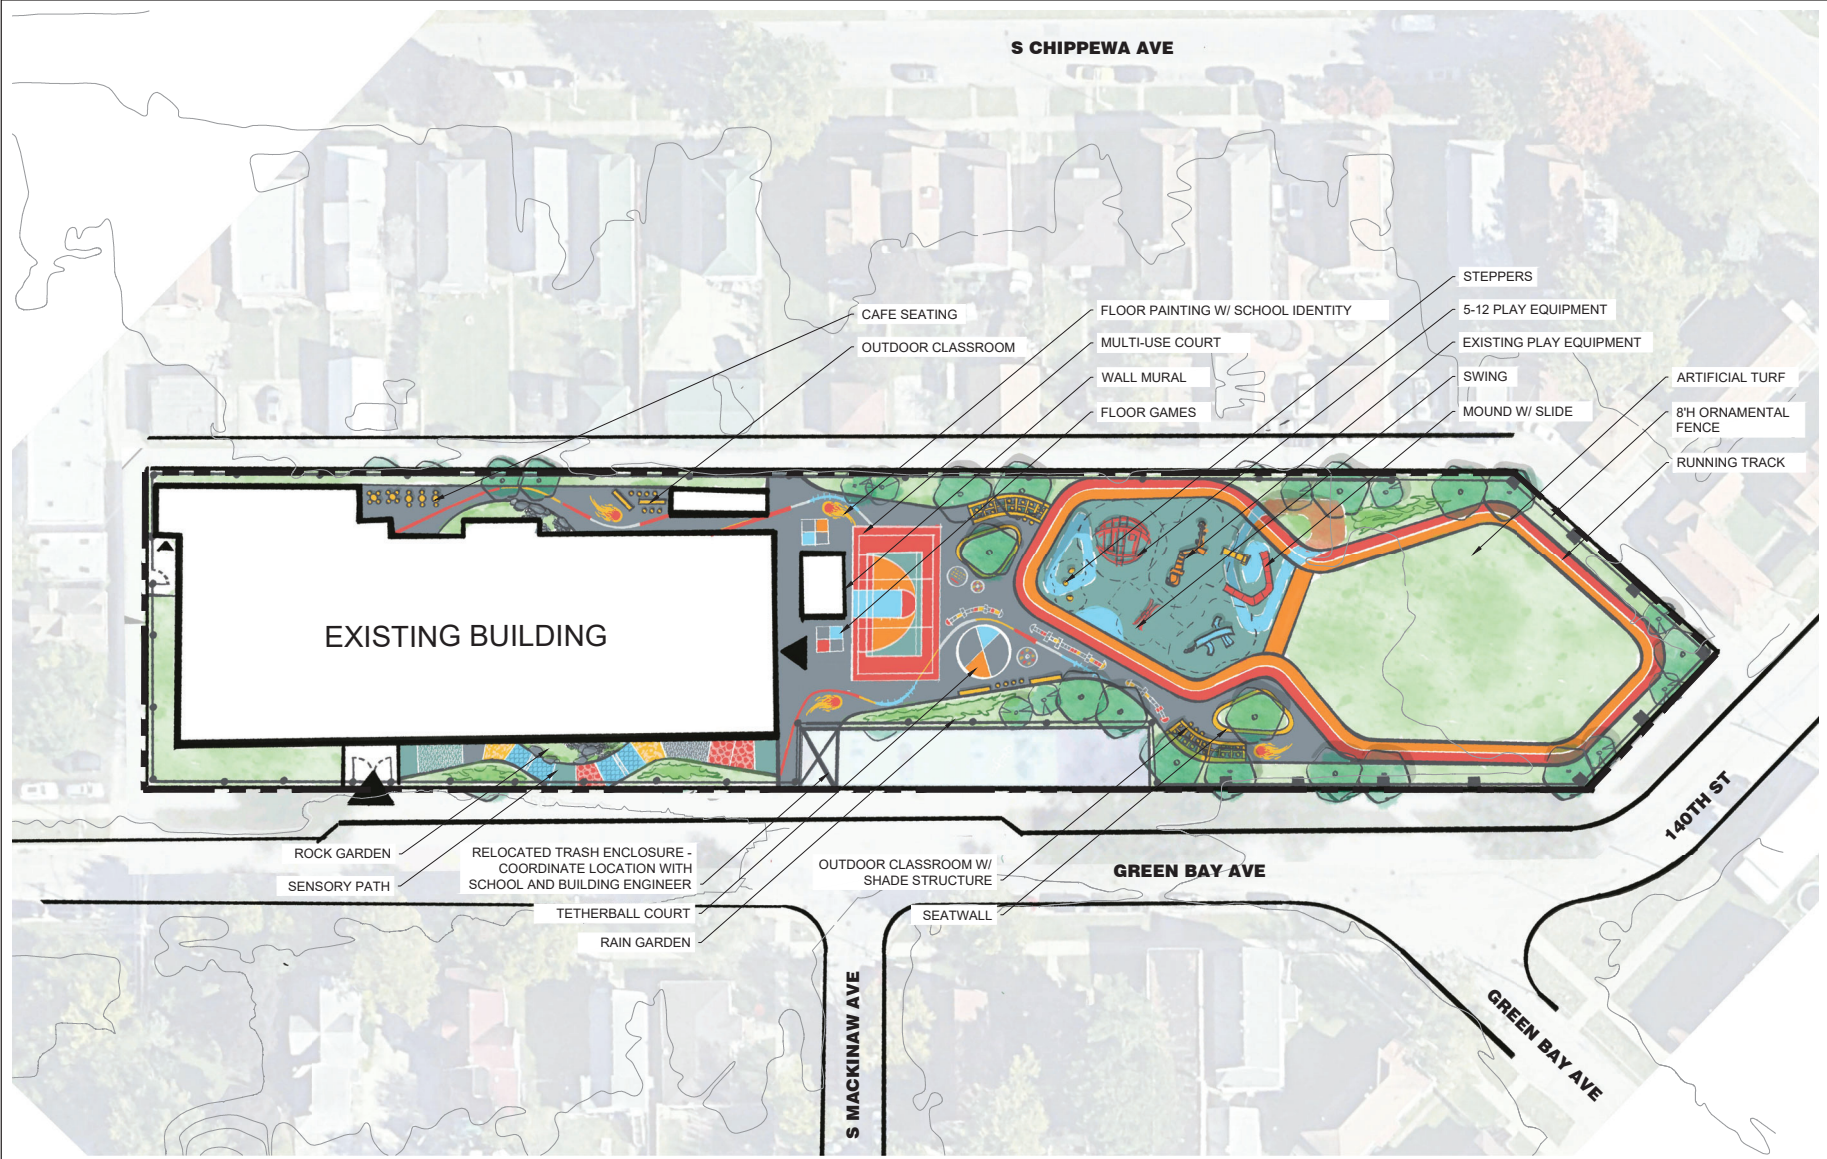 S CHIPPEWA AVE
STEPPERS
CAFE SEATING
FLOOR PAINTING W/ SCHOOL IDENTITY
5-12 PLAY EQUIPMENT
OUTDOOR CLASSROOM
MULTI-USE COURT
EXISTING PLAY EQUIPMENT
WALL MURAL
SWING
ARTIFICIAL TURF
FLOOR GAMES
MOUND W/ SLIDE
8'H ORNAMENTAL
FENCE
RUNNING TRACK
EXISTING BUILDING
140TH ST
ROCK GARDEN
SENSORY PATH
RELOCATED TRASH ENCLOSURE -
COORDINATE LOCATION WITH
SCHOOL AND BUILDING ENGINEER
TETHERBALL COURT
RAIN GARDEN
OUTDOOR CLASSROOM W/
SHADE STRUCTURE
SEATWALL
GREEN BAY AVE
S MACKINAW AVE
GREEN BAY AVE